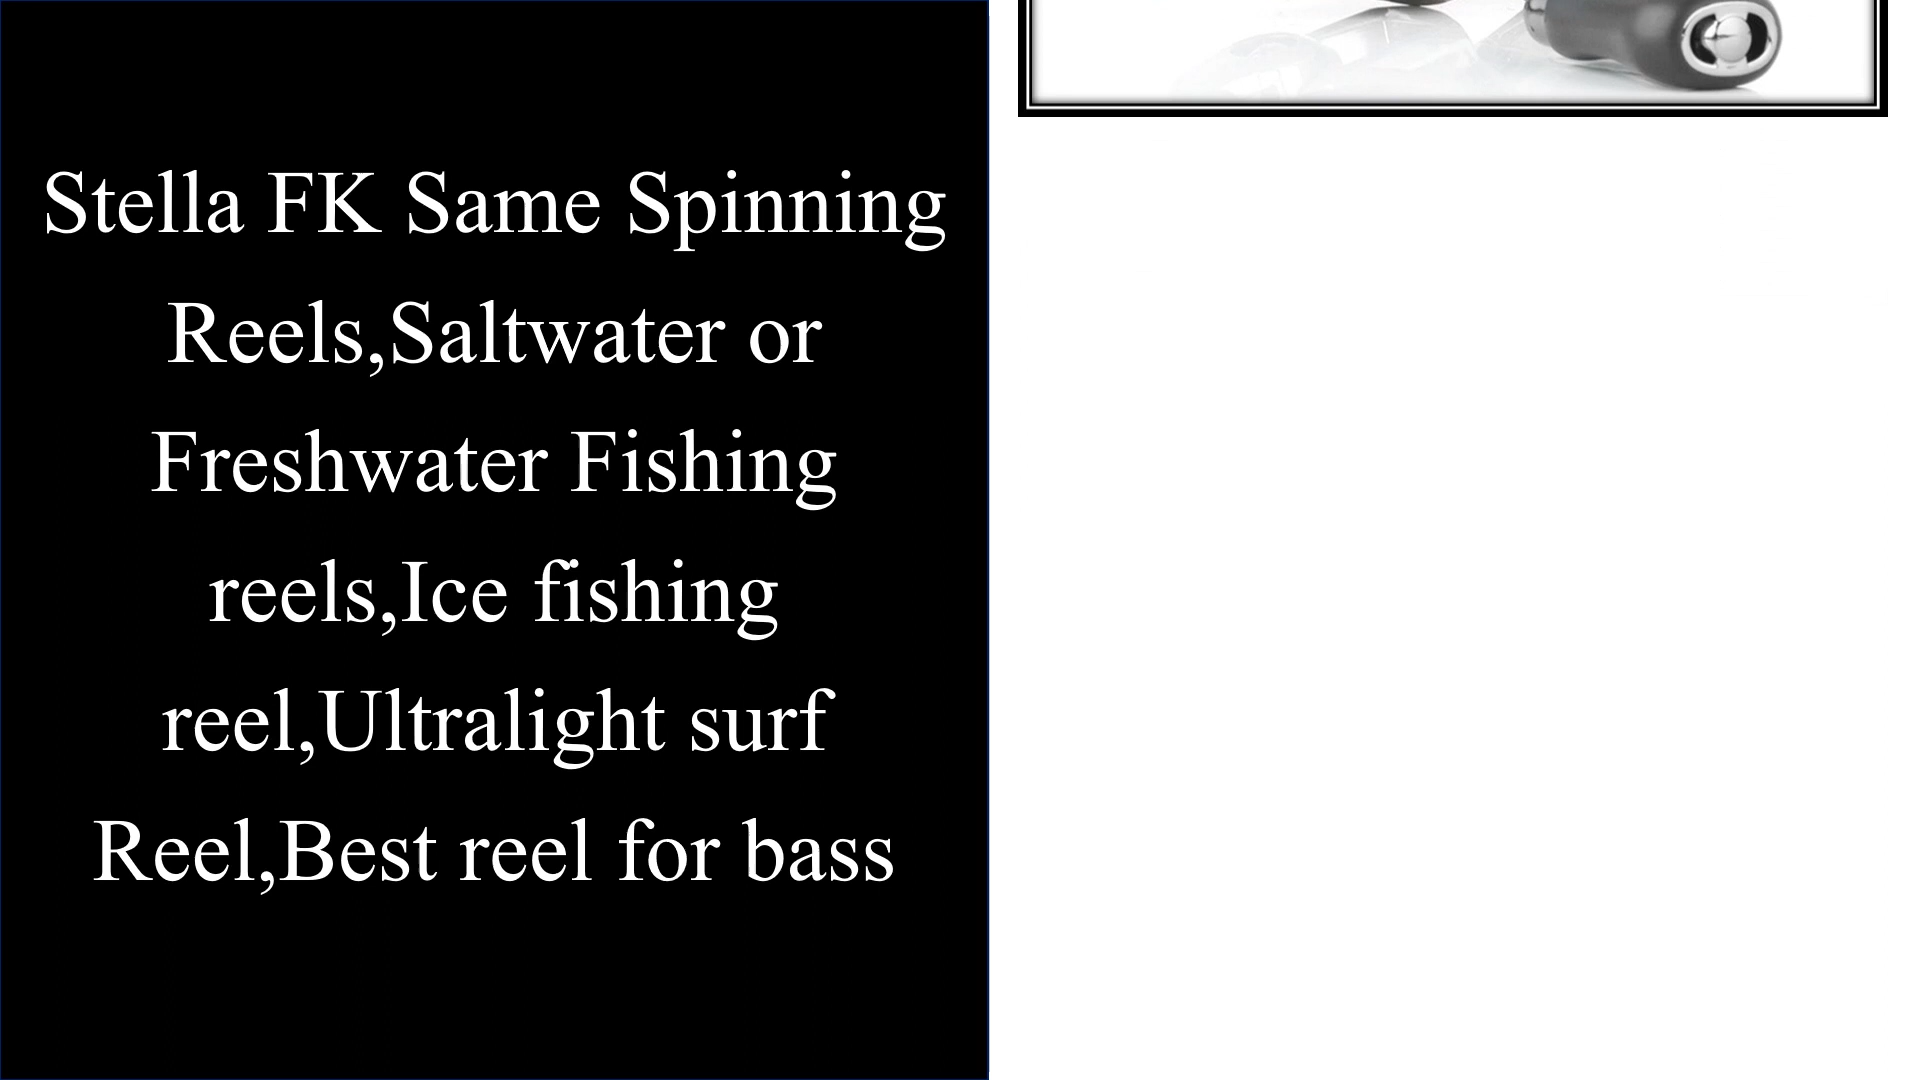 Stella FK Same Spinning
Reels,Saltwater or
Freshwater Fishing
reels,Ice fishing
reel,Ultralight surf
Reel,Best reel for bass